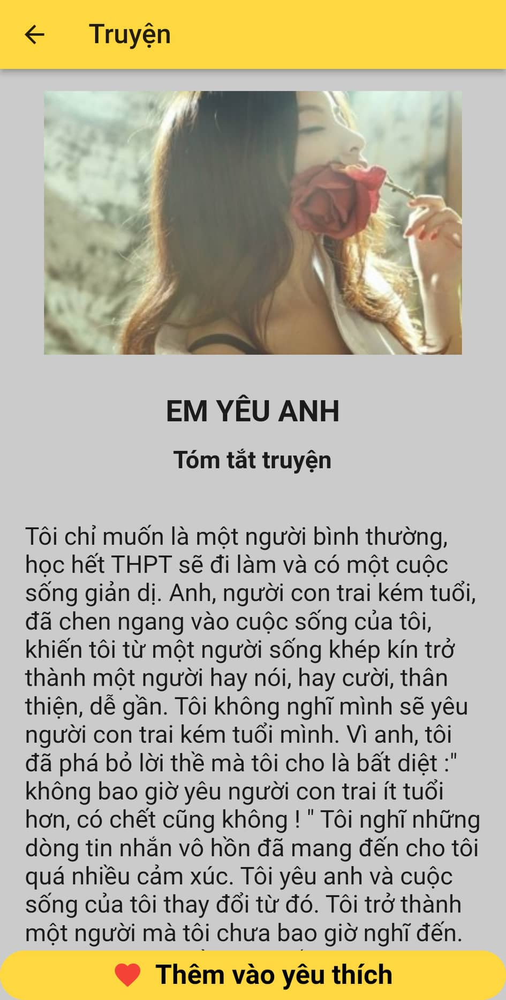 Truyện
EM YÊU ANH
Tóm tắt truyện
Tôi chỉ muốn là một người bình thường,
học hết THPT sẽ đi làm và có một cuộc
sống giản dị. Anh, người con trai kém tuổi,
đã chen ngang vào cuộc sống của tôi,
khiến tôi từ một người sống khép kín trở
thành một người hay nói, hay cười, thân
thiện, dễ gần. Tôi không nghĩ mình sẽ yêu
người con trai kém tuổi mình. Vì anh, tôi
đã phá bỏ lời thề mà tôi cho là bất diệt :"
không bao giờ yêu người con trai ít tuổi
hơn, có chết cũng không ! " Tôi nghĩ những
dòng tin nhắn vô hồn đã mang đến cho tôi
quá nhiều cảm xúc. Tôi yêu anh và cuộc
sống của tôi thay đổi từ đó. Tôi trở thành
một người mà tôi chưa bao giờ nghĩ đến.
Thêm vào yêu thích